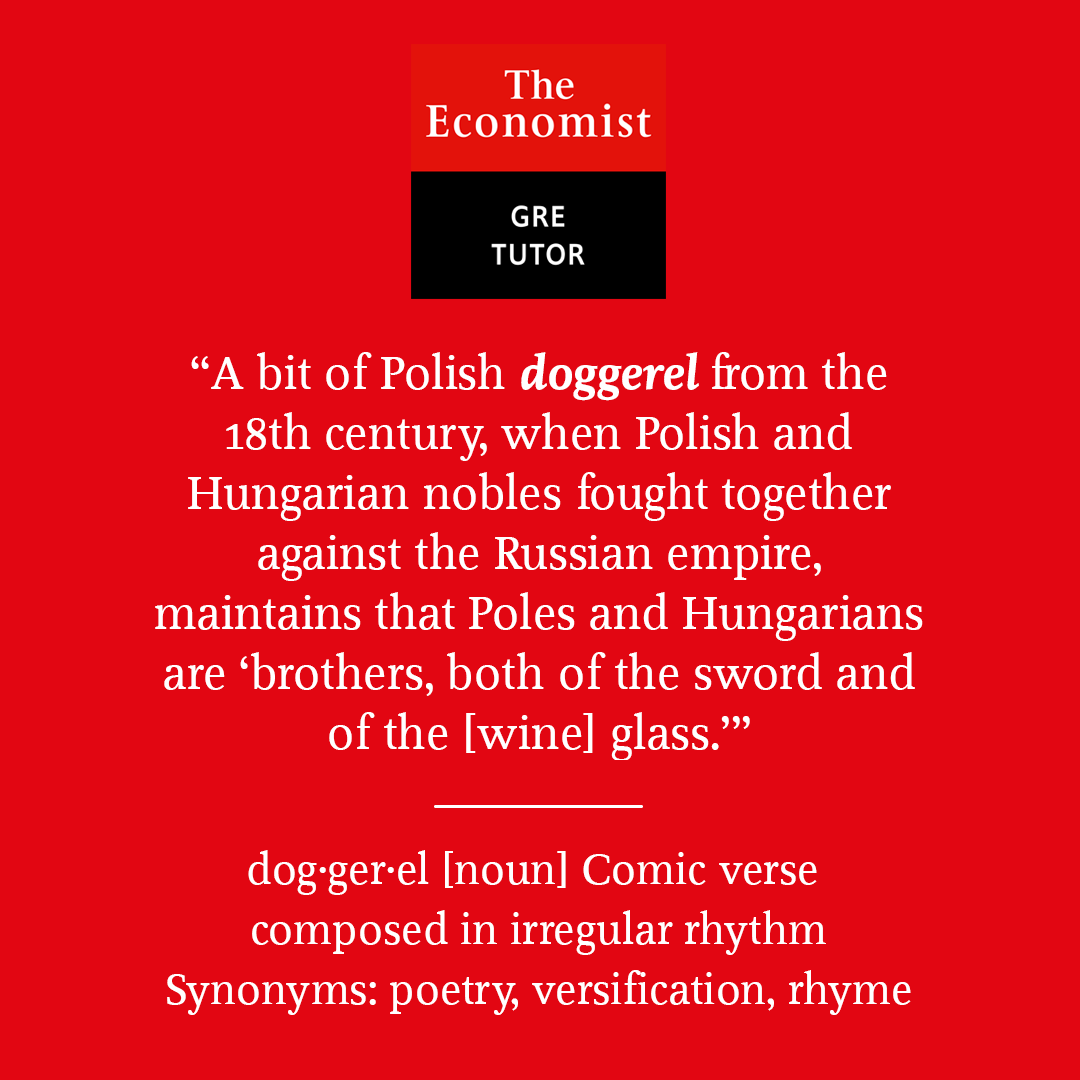 The
Economist
GRE
TUTOR
“A bit of Polish doggerel from the
18th century, when Polish and
Hungarian nobles fought together
against the Russian empire,
maintains that Poles and Hungarians
are ‘brothers, both of the sword and
of the [wine] glass.’”
dog·ger·el [noun] Comic verse
composed in irregular rhythm
Synonyms: poetry, versification, rhyme